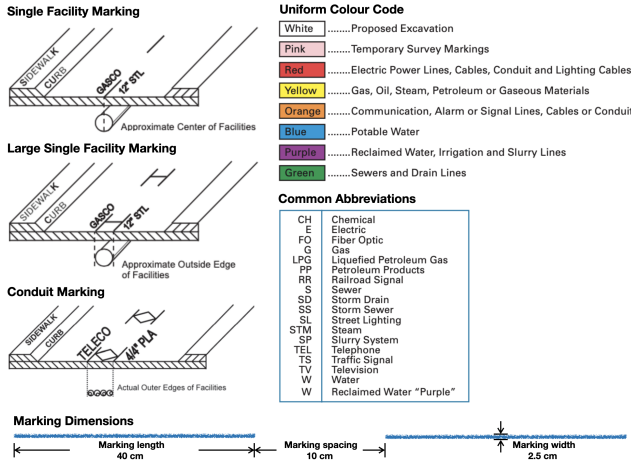 Single Facility Marking
SIDEWALK
CURB
GASCO
12" STL
Approximate Center of Facilities
Large Single Facility Marking
SIDEWALK
CURB
GASCO
12" STL
Approximate Outside Edge
of Facilities
Conduit Marking
SIDEWALK
CURB
TELECO
4/4" PLA
Actual Outer Edges of Facilities
Uniform Colour Code
White ........Proposed Excavation
Pink ........Temporary Survey Markings
Red ........Electric Power Lines, Cables, Conduit and Lighting Cables
Yellow ........Gas, Oil, Steam, Petroleum or Gaseous Materials
Orange ........Communication, Alarm or Signal Lines, Cables or Conduit
Blue ........Potable Water
Purple ........Reclaimed Water, Irrigation and Slurry Lines
Green ........Sewers and Drain Lines
Common Abbreviations
CH Chemical
E Electric
FO Fiber Optic
G Gas
LPG Liquefied Petroleum Gas
PP Petroleum Products
RR Railroad Signal
S Sewer
SD Storm Drain
SS Storm Sewer
SL Street Lighting
STM Steam
SP Slurry System
TEL Telephone
TS Traffic Signal
TV Television
W Water
W Reclaimed Water "Purple"
Marking Dimensions
Marking length
40 cm
Marking spacing
10 cm
Marking width
2.5 cm